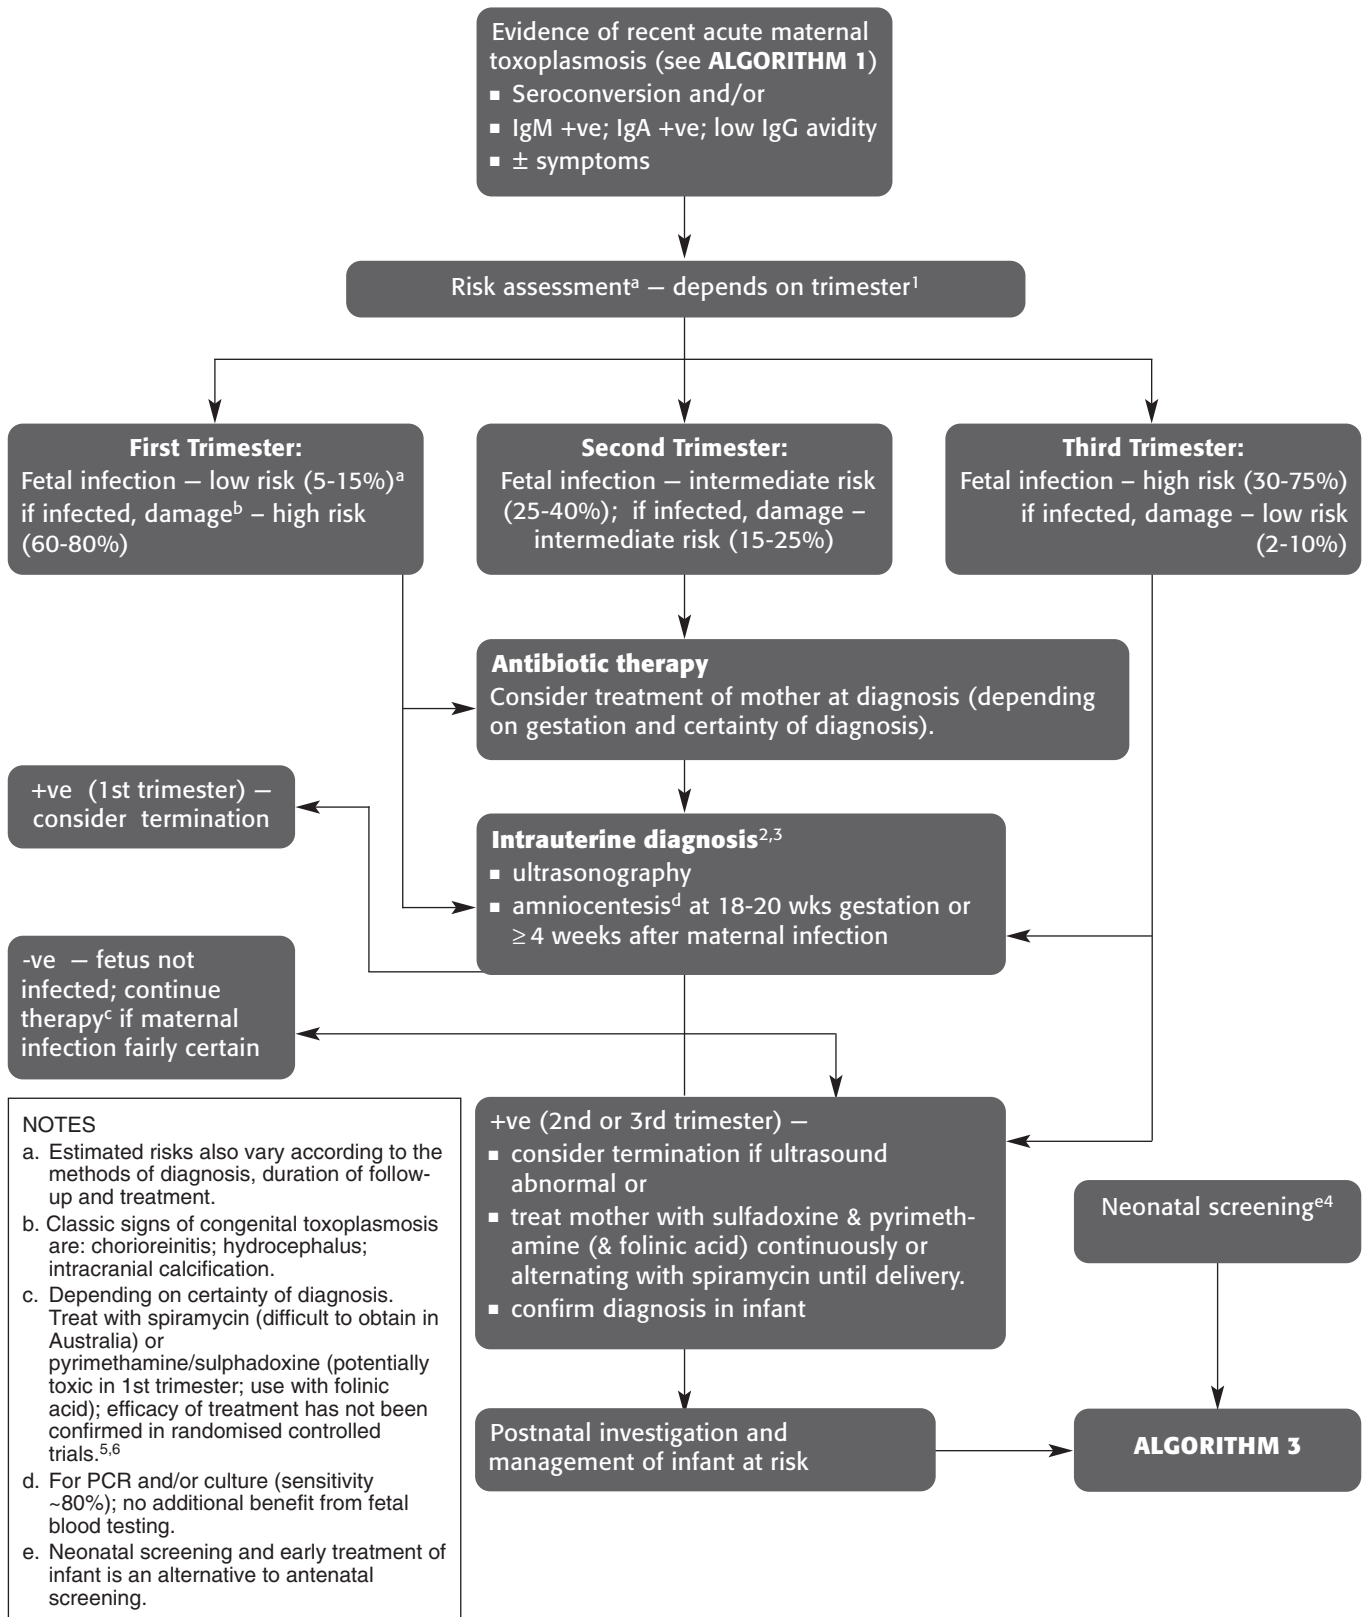 Evidence of recent acute maternal
toxoplasmosis (see ALGORITHM 1)
■ Seroconversion and/or
■ IgM +ve; IgA +ve; low IgG avidity
■ ± symptoms
Risk assessmentᵃ – depends on trimester¹
First Trimester:
Fetal infection – low risk (5-15%)ᵃ
if infected, damageᵇ – high risk
(60-80%)
Second Trimester:
Fetal infection – intermediate risk
(25-40%); if infected, damage –
intermediate risk (15-25%)
Third Trimester:
Fetal infection – high risk (30-75%)
if infected, damage – low risk
(2-10%)
Antibiotic therapy
Consider treatment of mother at diagnosis (depending
on gestation and certainty of diagnosis).
+ve (1st trimester) –
consider termination
Intrauterine diagnosis²,³
■ ultrasonography
■ amniocentesisᵈ at 18-20 wks gestation or
≥ 4 weeks after maternal infection
-ve – fetus not
infected; continue
therapyᶜ if maternal
infection fairly certain
+ve (2nd or 3rd trimester) –
■ consider termination if ultrasound
abnormal or
■ treat mother with sulfadoxine & pyrimeth-
amine (& folinic acid) continuously or
alternating with spiramycin until delivery.
■ confirm diagnosis in infant
Neonatal screeningᵉ⁴
Postnatal investigation and
management of infant at risk
ALGORITHM 3
NOTES
a. Estimated risks also vary according to the
methods of diagnosis, duration of follow-
up and treatment.
b. Classic signs of congenital toxoplasmosis
are: chorioreinitis; hydrocephalus;
intracranial calcification.
c. Depending on certainty of diagnosis.
Treat with spiramycin (difficult to obtain in
Australia) or
pyrimethamine/sulphadoxine (potentially
toxic in 1st trimester; use with folinic
acid); efficacy of treatment has not been
confirmed in randomised controlled
trials.⁵,⁶
d. For PCR and/or culture (sensitivity
~80%); no additional benefit from fetal
blood testing.
e. Neonatal screening and early treatment of
infant is an alternative to antenatal
screening.